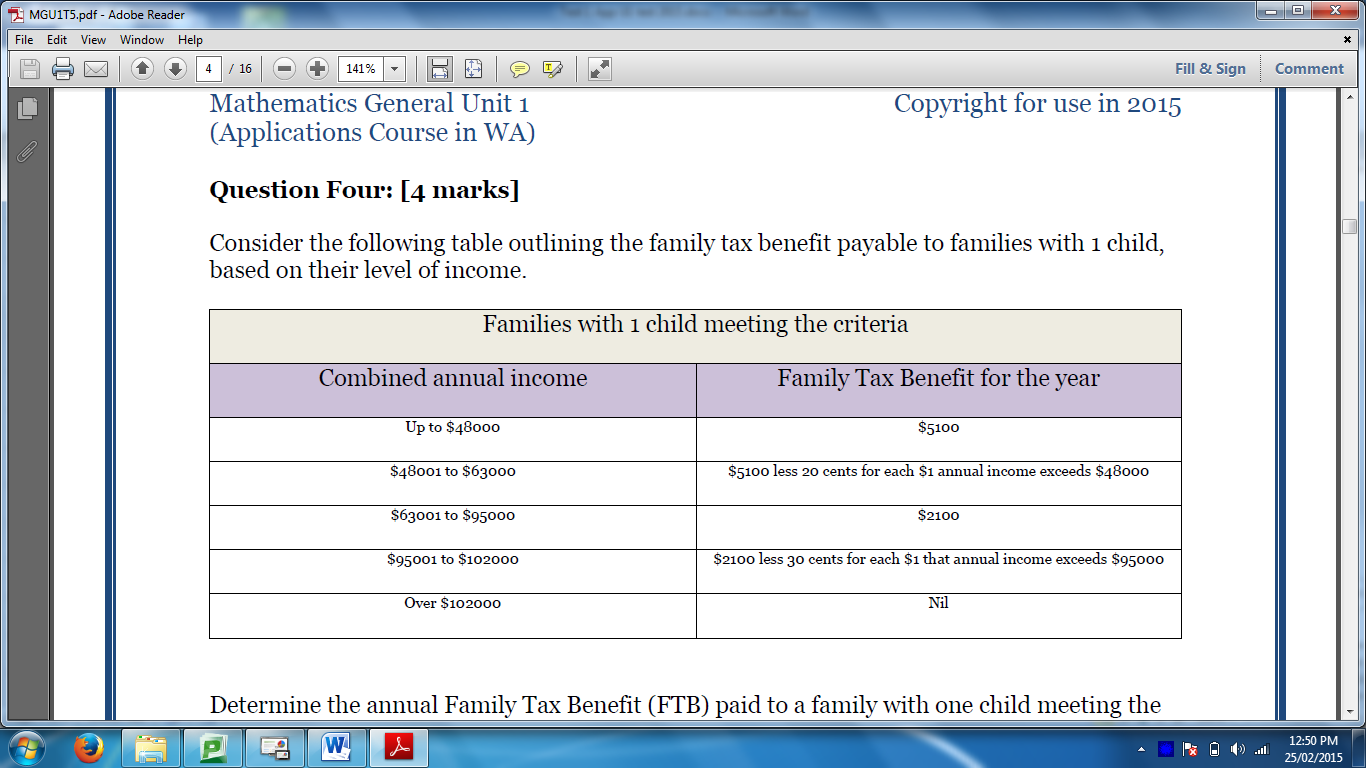 MGU1T5.pdf - Adobe Reader
File Edit View Window Help
4 / 16 141% Fill & Sign Comment
Mathematics General Unit 1 Copyright for use in 2015
(Applications Course in WA)
Question Four: [4 marks]
Consider the following table outlining the family tax benefit payable to families with 1 child,
based on their level of income.
Families with 1 child meeting the criteria
Combined annual income Family Tax Benefit for the year
Up to $48000 $5100
$48001 to $63000 $5100 less 20 cents for each $1 annual income exceeds $48000
$63001 to $95000 $2100
$95001 to $102000 $2100 less 30 cents for each $1 that annual income exceeds $95000
Over $102000 Nil
Determine the annual Family Tax Benefit (FTB) paid to a family with one child meeting the
12:50 PM
25/02/2015